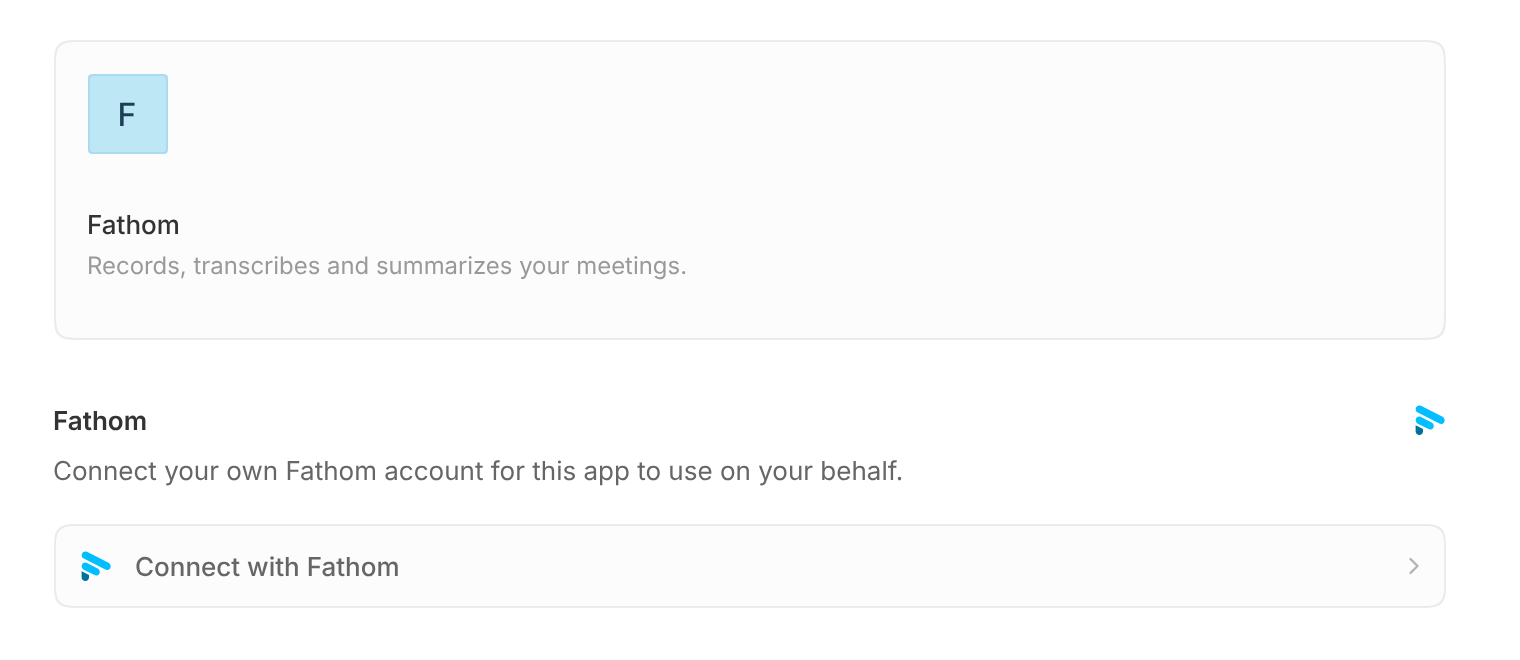 F
Fathom
Records, transcribes and summarizes your meetings.
Fathom
Connect your own Fathom account for this app to use on your behalf.
Connect with Fathom